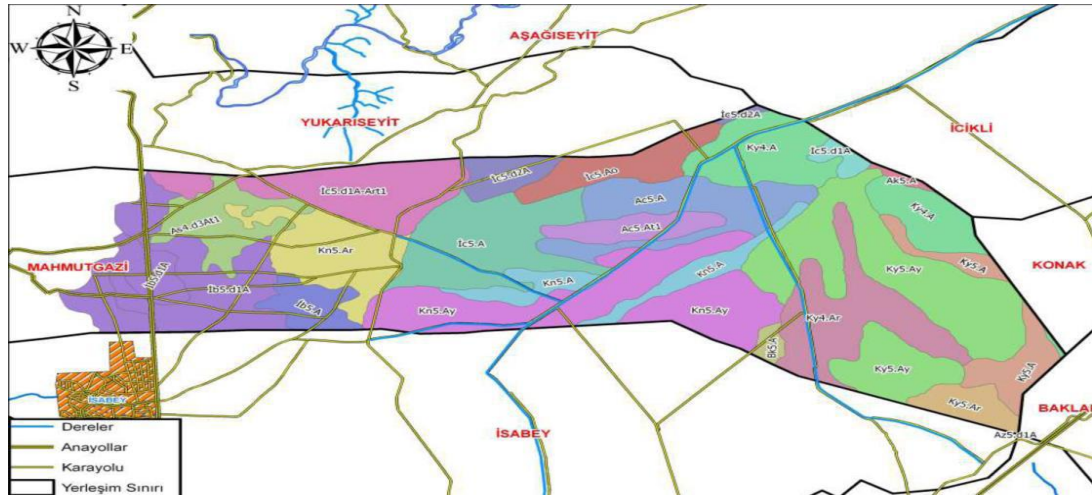 N
W E
S
AŞAĞISEYİT
YUKARISEYİT
İCİKLİ
KONAK
MAHMUTGAZİ
İSABEY
BAKLAN
İSABEY
İc5.d2A
Ky4.A
İc5.d1A
İc5.d2A
İc5.Ao
Ak5.A
İc5.d1A-Art1
Ac5.A
Ky4.A
As4.d3At1
Ac5.At1
Kn5.Ar
İc5.A
Ky5.Ay
Ky5.A
Kn5.A
Kn5.A
İb5.d1A
İb5.d1A
İb5.A
Kn5.Ay
Kn5.Ay
Ky4.Ar
Bk5.A
Ky5.Ay
Ky5.A
Ky5.Ar
Az5.d1A
Dereler
Anayollar
Karayolu
Yerleşim Sınırı